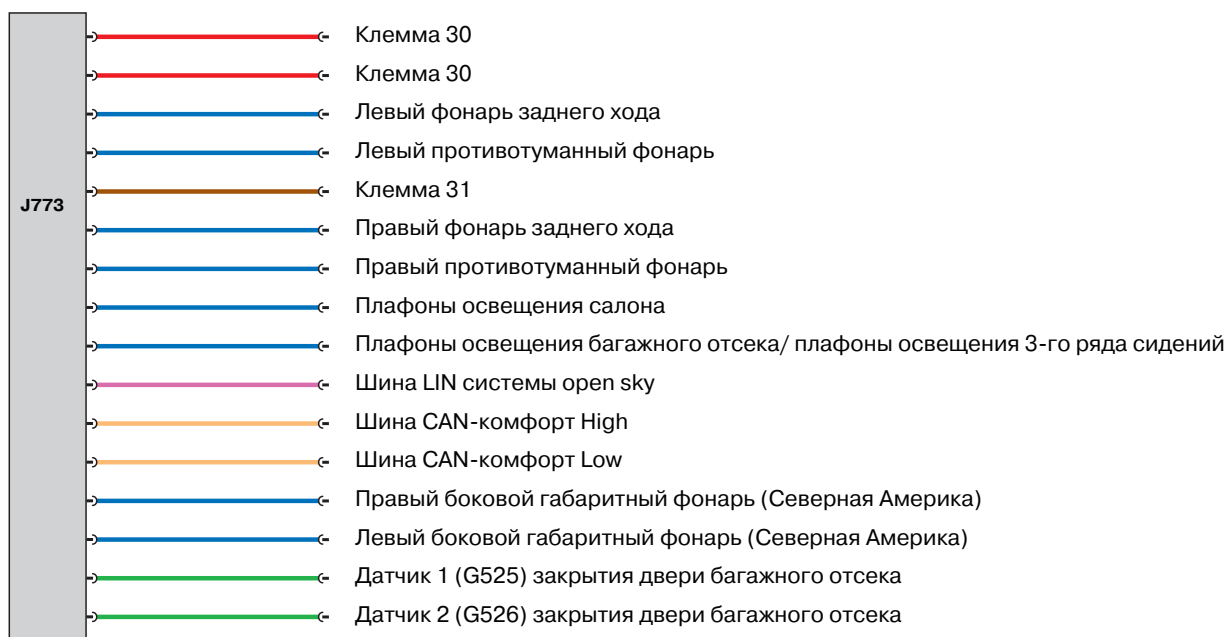 Клемма 30
Клемма 30
Левый фонарь заднего хода
Левый противотуманный фонарь
Клемма 31
J773
Правый фонарь заднего хода
Правый противотуманный фонарь
Плафоны освещения салона
Плафоны освещения багажного отсека/ плафоны освещения 3-го ряда сидений
Шина LIN системы open sky
Шина CAN-комфорт High
Шина CAN-комфорт Low
Правый боковой габаритный фонарь (Северная Америка)
Левый боковой габаритный фонарь (Северная Америка)
Датчик 1 (G525) закрытия двери багажного отсека
Датчик 2 (G526) закрытия двери багажного отсека